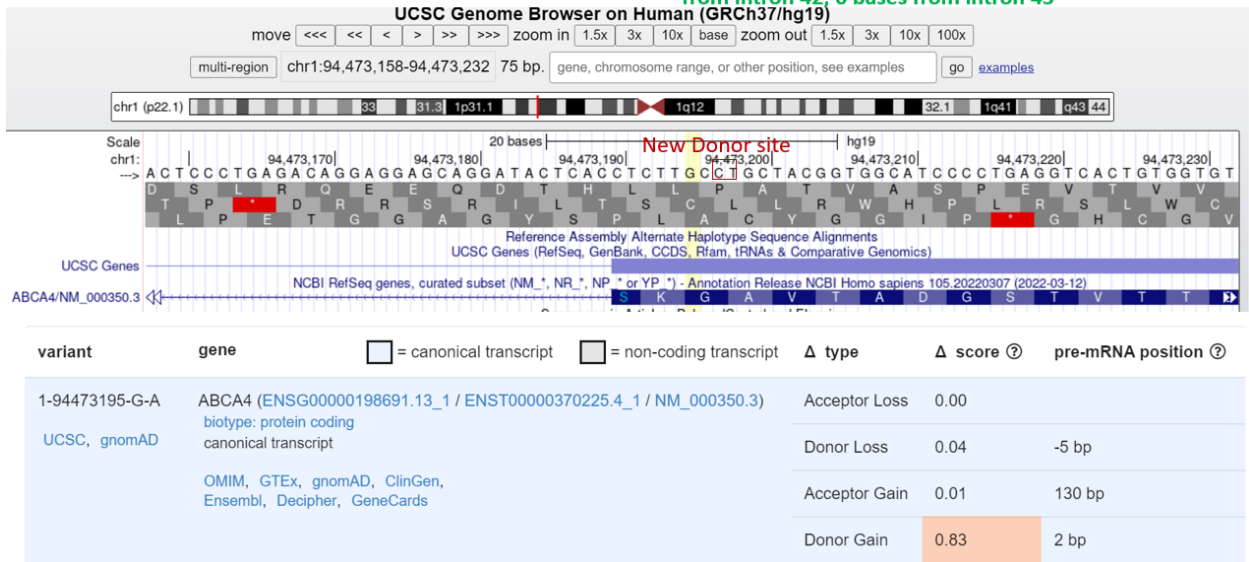 from intron 42, bases from intron 43
UCSC Genome Browser on Human (GRCh37/hg19)
move <<< << < > >> >>> zoom in 1.5x 3x 10x base zoom out 1.5x 3x 10x 100x
multi-region chr1:94,473,158-94,473,232 75 bp. gene, chromosome range, or other position, see examples go examples
chr1 (p22.1) 33 31.3 1p31.1 1q12 32.1 1q41 q43 44
Scale 20 bases New Donor site hg19
chr1: 94,473,170 94,473,180 94,473,190 94,473,200 94,473,210 94,473,220 94,473,230
---> A C T C C C T G A G A C A G G A G G A G C A G G A T A C T C A C C T C T T G C C T G C T A C G G T G G C A T C C C C T G A G G T C A C T G T G G T G T
D S L R Q E E Q D T H L L P A T V A S P E V T V V
T P * D R R S R I L T S C L L R W H P L R S L W C
L P E T G G A G Y S P L A C Y G G I P * G H C G V
Reference Assembly Alternate Haplotype Sequence Alignments
UCSC Genes (RefSeq, GenBank, CCDS, Rfam, tRNAs & Comparative Genomics)
UCSC Genes
NCBI RefSeq genes, curated subset (NM_*, NR_*, NP_* or YP_*) - Annotation Release NCBI Homo sapiens 105.20220307 (2022-03-12)
ABCA4/NM_000350.3 S K G A V T A D G S T V T T
variant gene = canonical transcript = non-coding transcript Δ type Δ score ? pre-mRNA position ?
1-94473195-G-A ABCA4 (ENSG00000198691.13_1 / ENST00000370225.4_1 / NM_000350.3) Acceptor Loss 0.00
biotype: protein coding
UCSC, gnomAD canonical transcript
Donor Loss 0.04 -5 bp
OMIM, GTEx, gnomAD, ClinGen,
Ensembl, Decipher, GeneCards
Acceptor Gain 0.01 130 bp
Donor Gain 0.83 2 bp